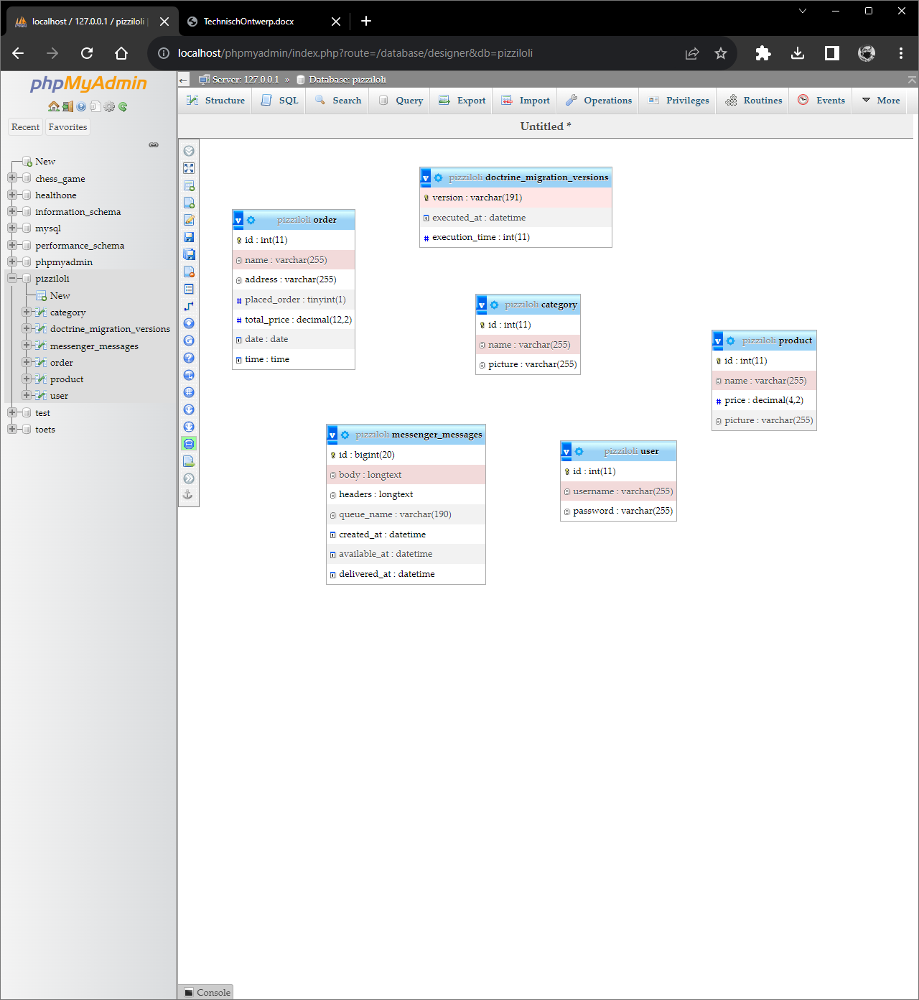 localhost / 127.0.0.1 / pizziloli |
TechnischOntwerp.docx
localhost/phpmyadmin/index.php?route=/database/designer&db=pizziloli
phpMyAdmin
Server: 127.0.0.1 » Database: pizziloli
Structure SQL Search Query Export Import Operations Privileges Routines Events More
Recent Favorites
Untitled *
New
chess_game
healthone
information_schema
mysql
performance_schema
phpmyadmin
pizziloli
New
category
doctrine_migration_versions
messenger_messages
order
product
user
test
toets
v pizziloli doctrine_migration_versions
version : varchar(191)
executed_at : datetime
# execution_time : int(11)
v pizziloli order
id : int(11)
name : varchar(255)
address : varchar(255)
# placed_order : tinyint(1)
# total_price : decimal(12,2)
date : date
time : time
v pizziloli category
id : int(11)
name : varchar(255)
picture : varchar(255)
v pizziloli product
id : int(11)
name : varchar(255)
# price : decimal(4,2)
picture : varchar(255)
v pizziloli messenger_messages
id : bigint(20)
body : longtext
headers : longtext
queue_name : varchar(190)
created_at : datetime
available_at : datetime
delivered_at : datetime
v pizziloli user
id : int(11)
username : varchar(255)
password : varchar(255)
Console